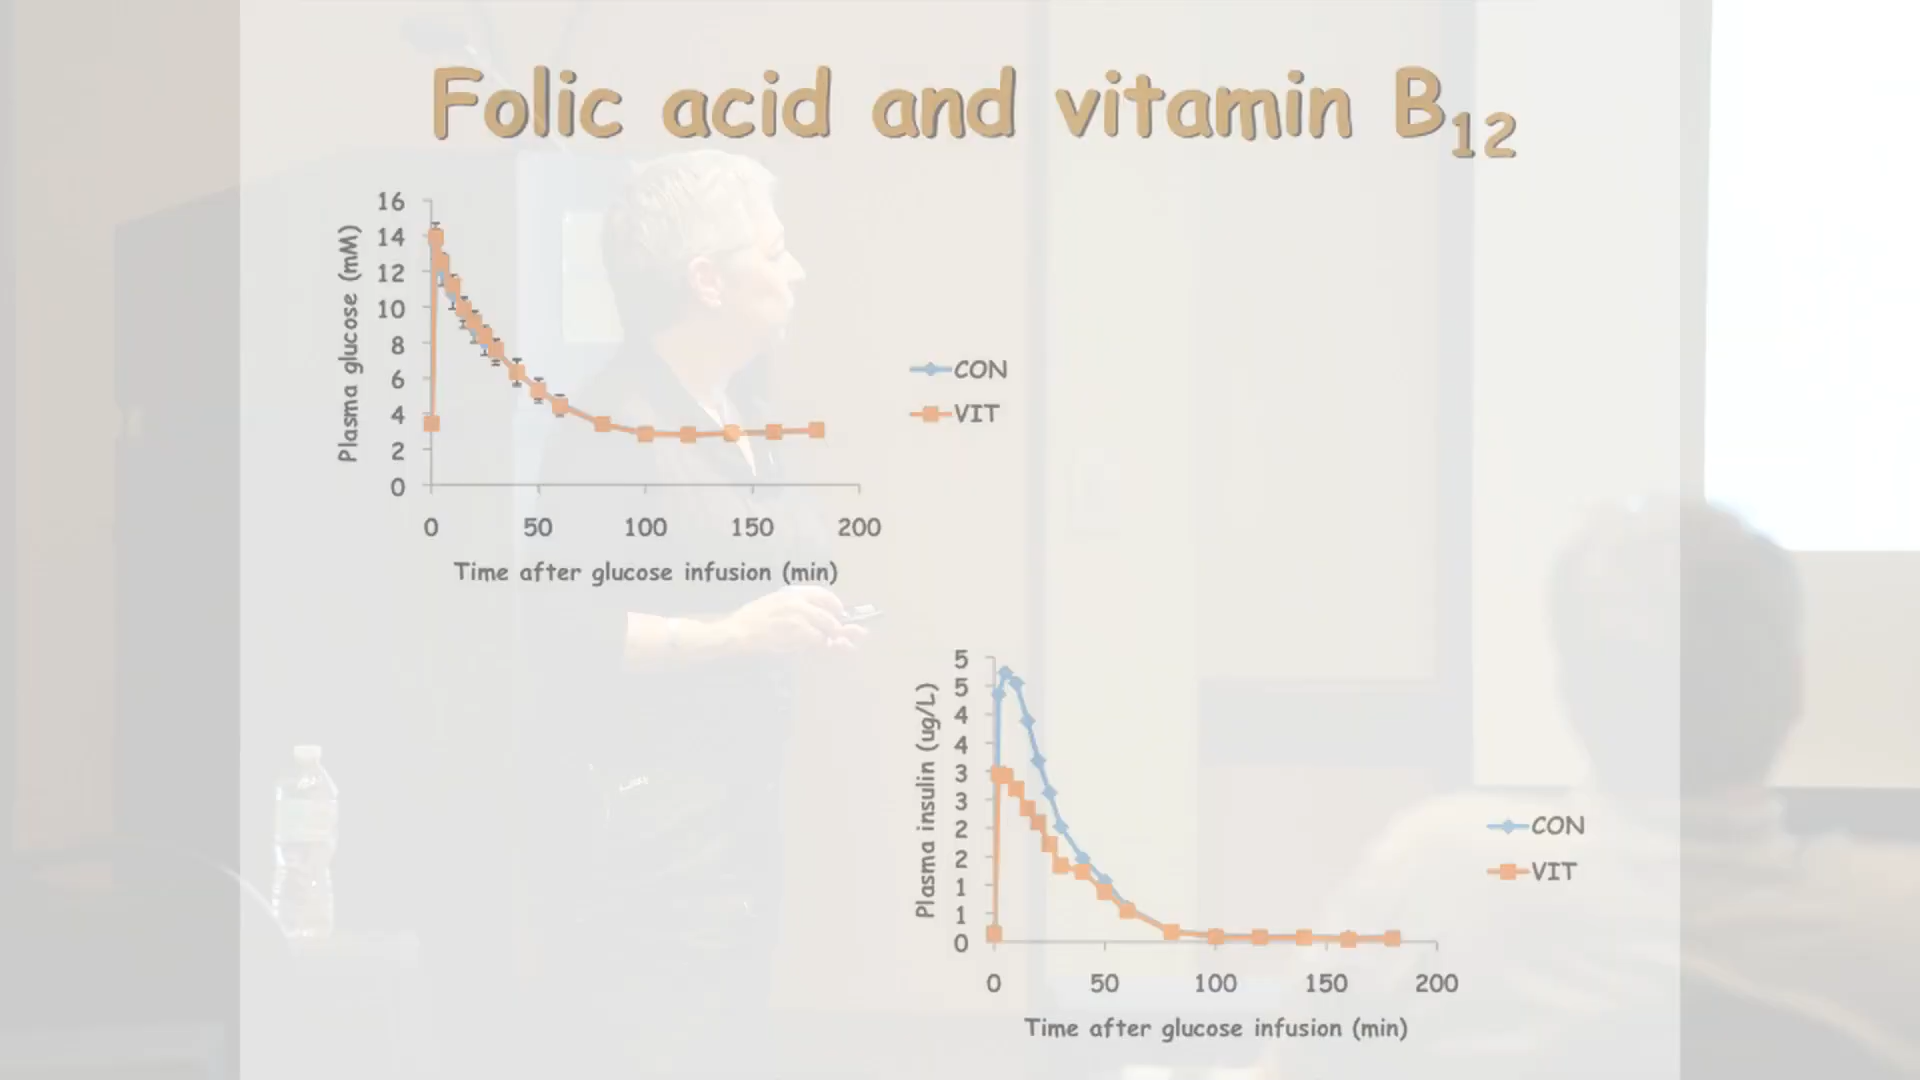 Folic acid and vitamin B₁₂
16
14
12
10
8
6
4
2
0
Plasma glucose (mM)
0 50 100 150 200
Time after glucose infusion (min)
CON
VIT
5
5
4
4
3
3
2
2
1
1
0
Plasma insulin (ug/L)
0 50 100 150 200
Time after glucose infusion (min)
CON
VIT